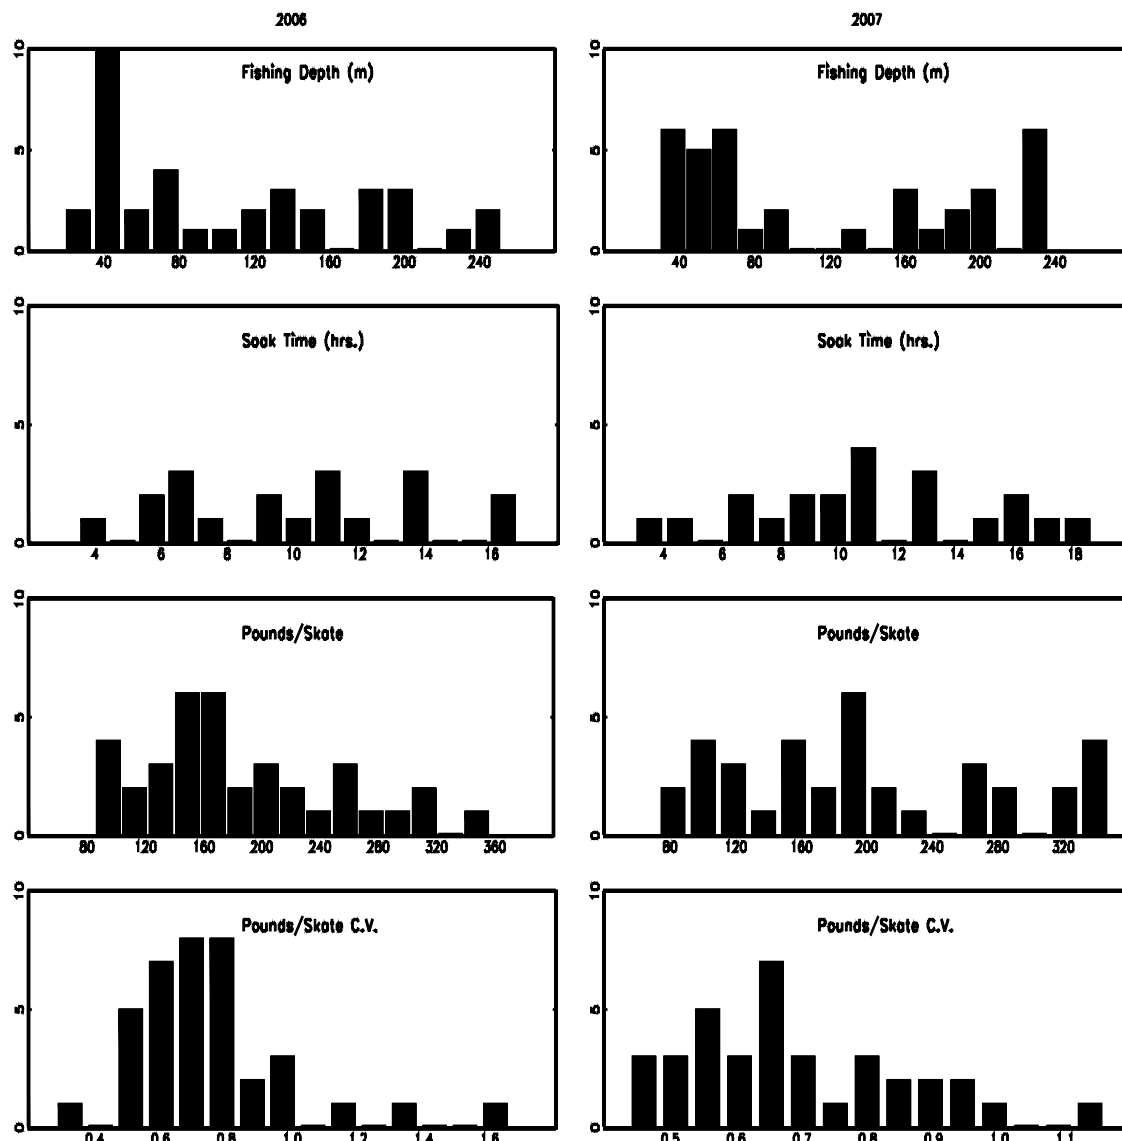 2006
10
Fishing Depth (m)
5
0
40 80 120 160 200 240
10
Soak Time (hrs.)
5
0
4 6 8 10 12 14 16
10
Pounds/Skate
5
0
80 120 160 200 240 280 320 360
10
Pounds/Skate C.V.
5
0
0.4 0.6 0.8 1.0 1.2 1.4 1.6
2007
10
Fishing Depth (m)
5
0
40 80 120 160 200 240
10
Soak Time (hrs.)
5
0
4 6 8 10 12 14 16 18
10
Pounds/Skate
5
0
80 120 160 200 240 280 320
10
Pounds/Skate C.V.
5
0
0.5 0.6 0.7 0.8 0.9 1.0 1.1